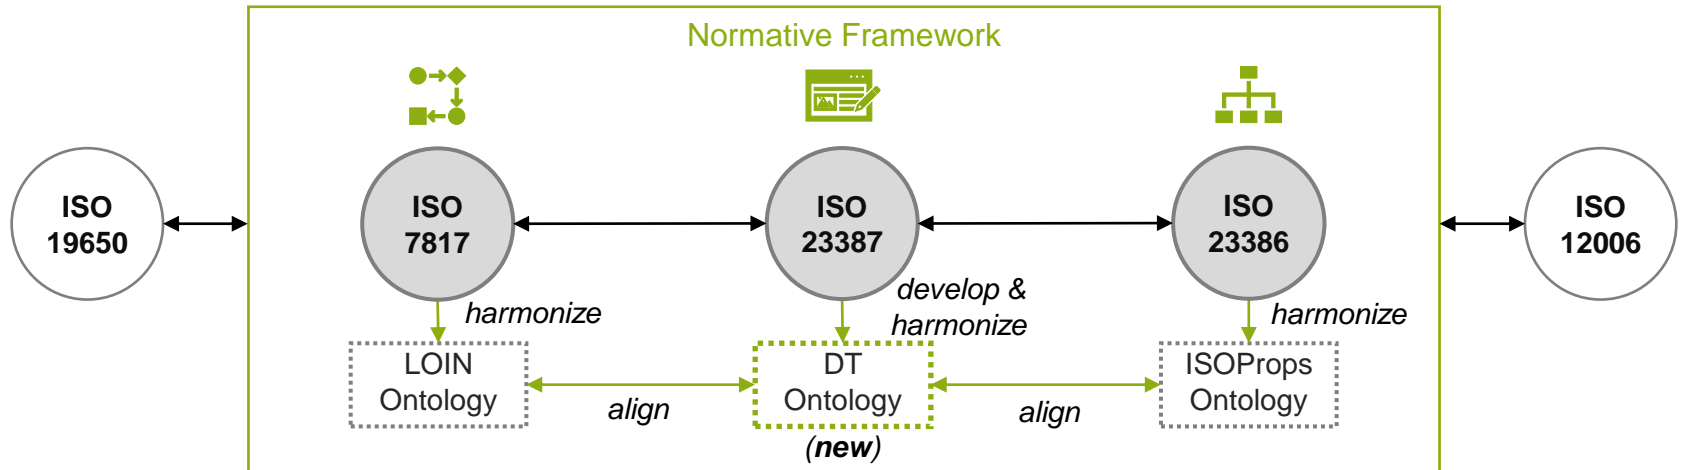 Normative Framework
ISO
19650
ISO
7817
ISO
23387
ISO
23386
ISO
12006
harmonize
develop &
harmonize
harmonize
LOIN
Ontology
align
DT
Ontology
(new)
align
ISOProps
Ontology